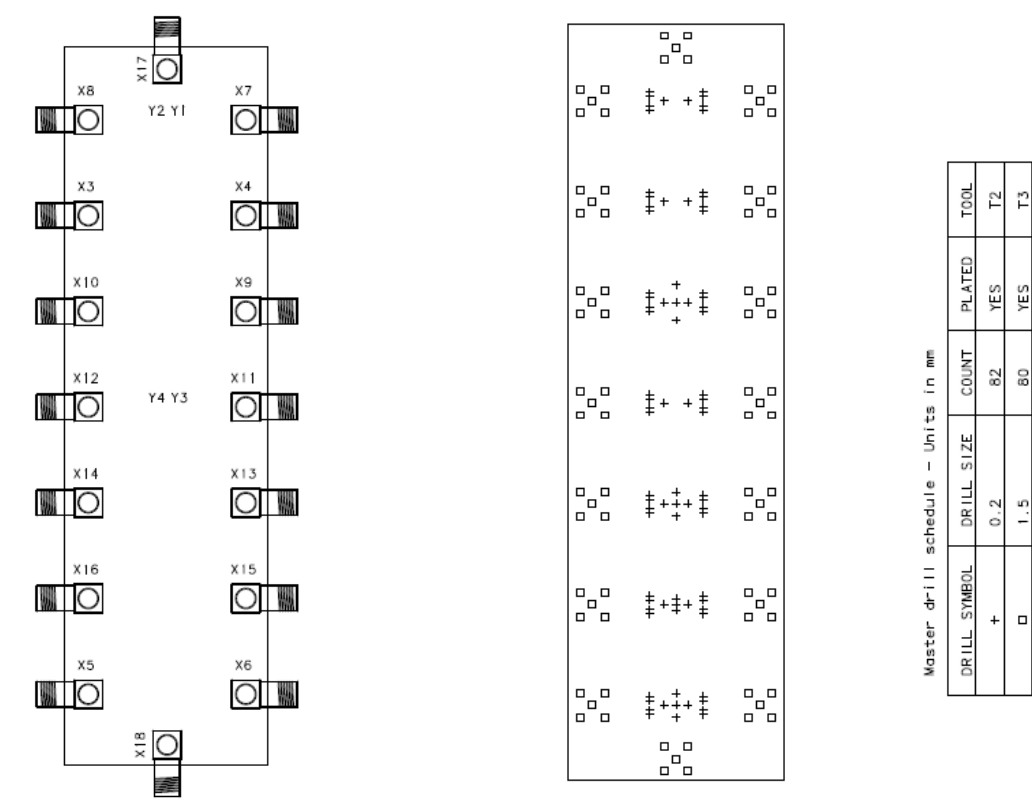 X17
X8
X7
Y2 Y1
X3
X4
X10
X9
X12
X11
Y4 Y3
X14
X13
X16
X15
X5
X6
X18
Master drill schedule - Units in mm
DRILL SYMBOL DRILL SIZE COUNT PLATED TOOL
+ 0.2 82 YES T2
□ 1.5 80 YES T3